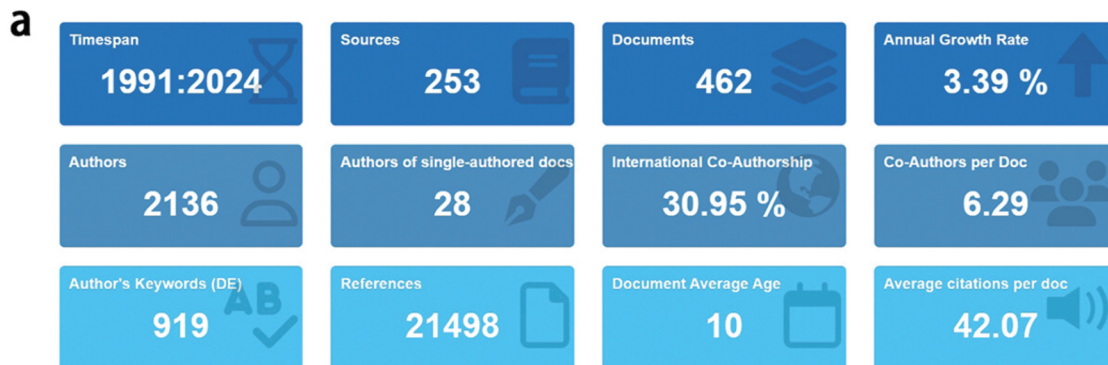 a
Timespan
1991:2024
Sources
253
Documents
462
Annual Growth Rate
3.39 %
Authors
2136
Authors of single-authored docs
28
International Co-Authorship
30.95 %
Co-Authors per Doc
6.29
Author's Keywords (DE)
919
AB
References
21498
Document Average Age
10
Average citations per doc
42.07